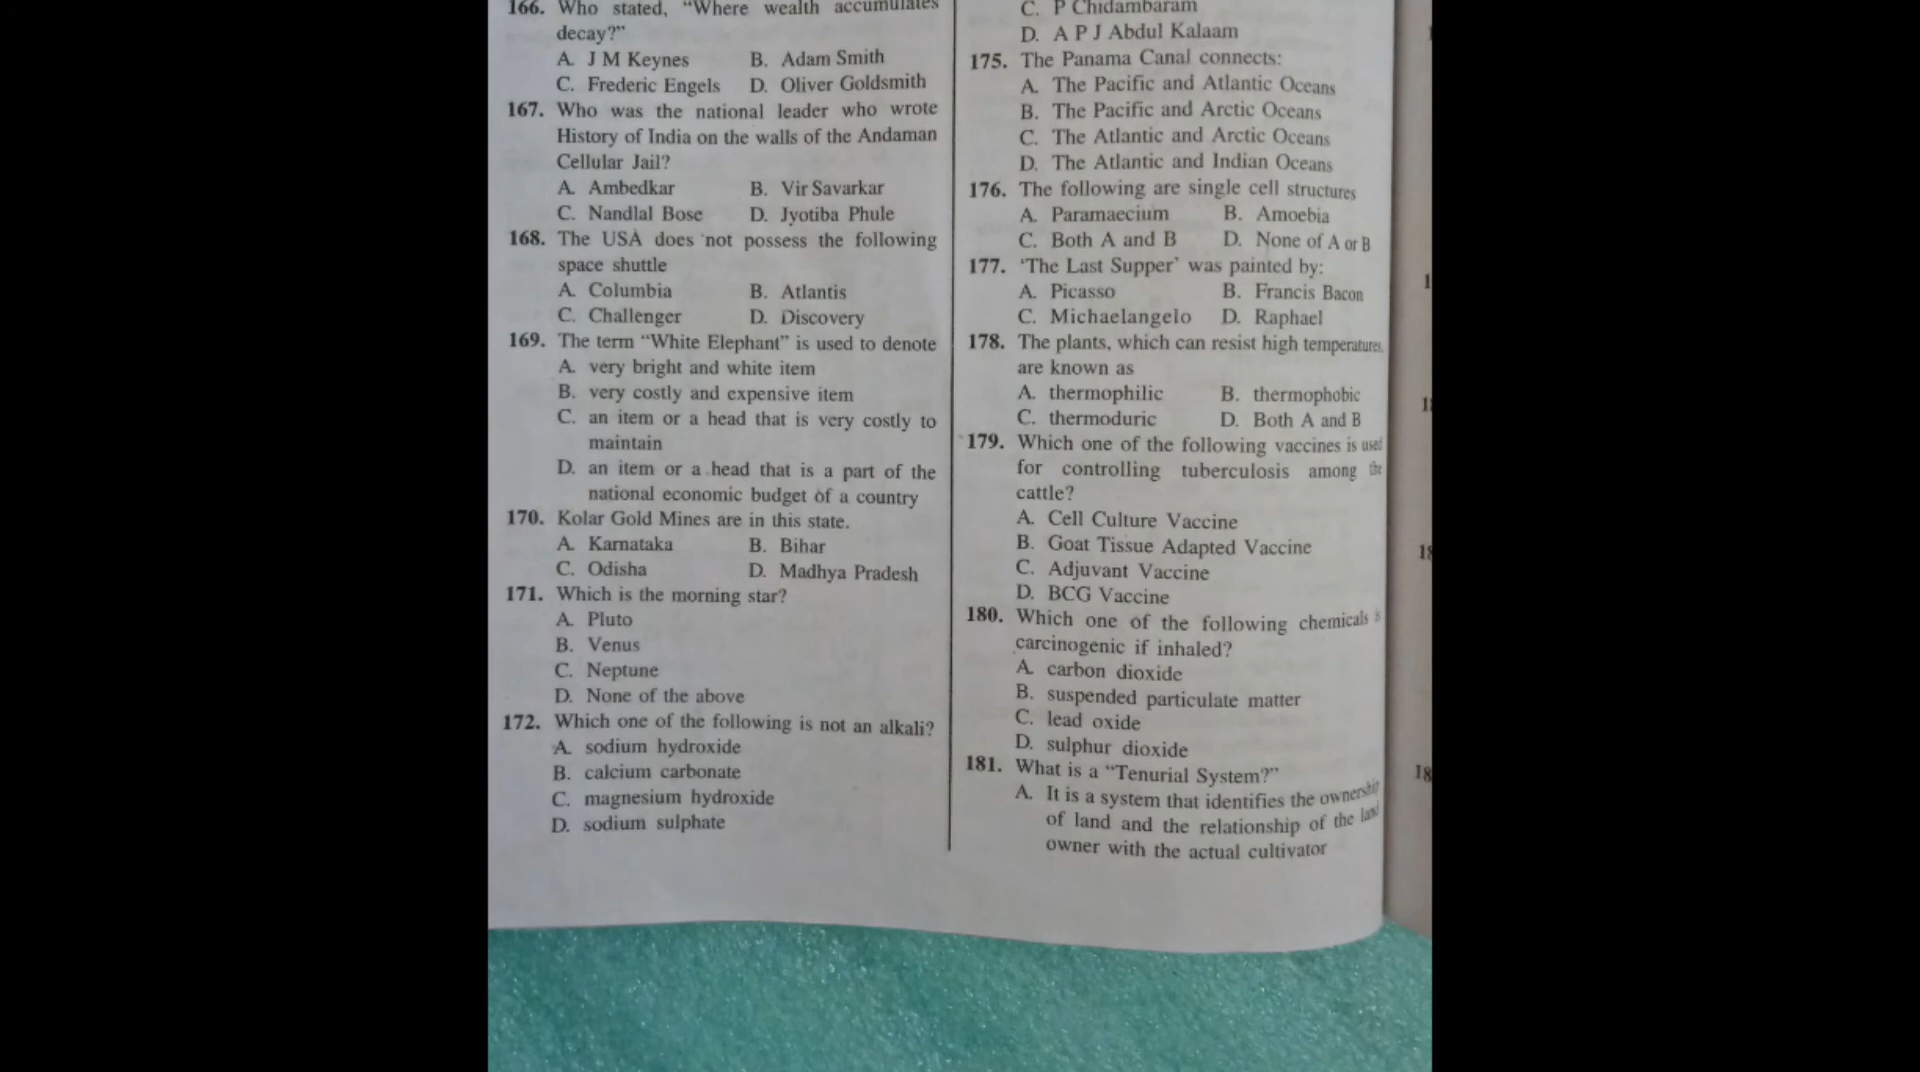 166. Who stated, "Where wealth accumulates
decay?"
A. J M Keynes B. Adam Smith
C. Frederic Engels D. Oliver Goldsmith
167. Who was the national leader who wrote
History of India on the walls of the Andaman
Cellular Jail?
A. Ambedkar B. Vir Savarkar
C. Nandlal Bose D. Jyotiba Phule
168. The USA does not possess the following
space shuttle
A. Columbia B. Atlantis
C. Challenger D. Discovery
169. The term "White Elephant" is used to denote
A. very bright and white item
B. very costly and expensive item
C. an item or a head that is very costly to
maintain
D. an item or a head that is a part of the
national economic budget of a country
170. Kolar Gold Mines are in this state.
A. Karnataka B. Bihar
C. Odisha D. Madhya Pradesh
171. Which is the morning star?
A. Pluto
B. Venus
C. Neptune
D. None of the above
172. Which one of the following is not an alkali?
A. sodium hydroxide
B. calcium carbonate
C. magnesium hydroxide
D. sodium sulphate
C. P Chidambaram
D. A P J Abdul Kalaam
175. The Panama Canal connects:
A. The Pacific and Atlantic Oceans
B. The Pacific and Arctic Oceans
C. The Atlantic and Arctic Oceans
D. The Atlantic and Indian Oceans
176. The following are single cell structures
A. Paramaecium B. Amoebia
C. Both A and B D. None of A or B
177. 'The Last Supper' was painted by:
A. Picasso B. Francis Bacon
C. Michaelangelo D. Raphael
178. The plants, which can resist high temperatures,
are known as
A. thermophilic B. thermophobic
C. thermoduric D. Both A and B
179. Which one of the following vaccines is used
for controlling tuberculosis among the
cattle?
A. Cell Culture Vaccine
B. Goat Tissue Adapted Vaccine
C. Adjuvant Vaccine
D. BCG Vaccine
180. Which one of the following chemicals is
carcinogenic if inhaled?
A. carbon dioxide
B. suspended particulate matter
C. lead oxide
D. sulphur dioxide
181. What is a "Tenurial System?"
A. It is a system that identifies the ownership
of land and the relationship of the land
owner with the actual cultivator